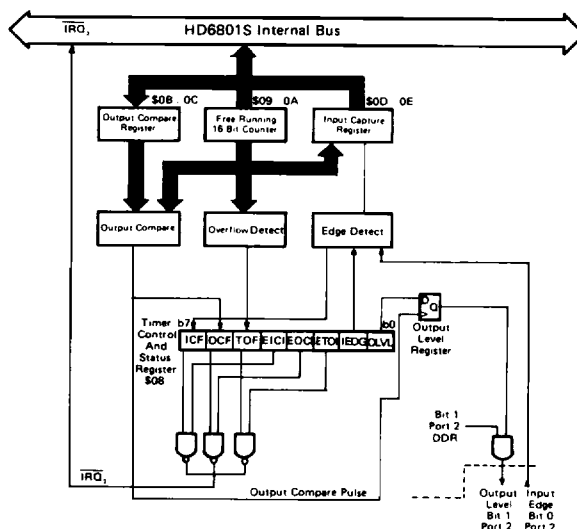 IRQ₂
HD6801S Internal Bus
$0B . 0C
$09 0A
$0D 0E
Output Compare
Register
Free Running
16 Bit Counter
Input Capture
Register
Output Compare
Overflow Detect
Edge Detect
Timer
Control
And
Status
Register
$08
b7
b0
ICF OCF TOF EICI EOCI ETOI IEDG OLVL
D
Q
Output
Level
Register
Bit 1
Port 2
DDR
IRQ₂
Output Compare Pulse
Output
Level
Bit 1
Port 2
Input
Edge
Bit 0
Port 2